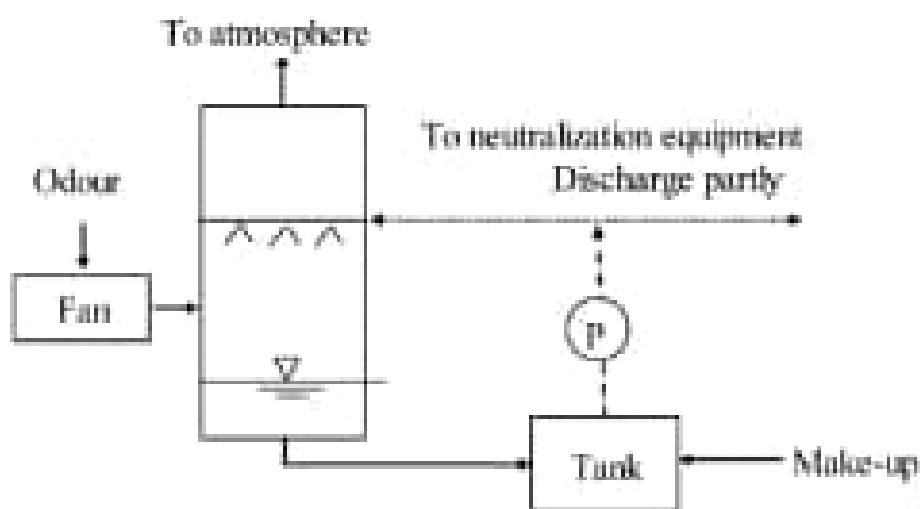 To atmosphere
To neutralization equipment
Discharge partly
Odour
Fan
p
Tank
Make-up